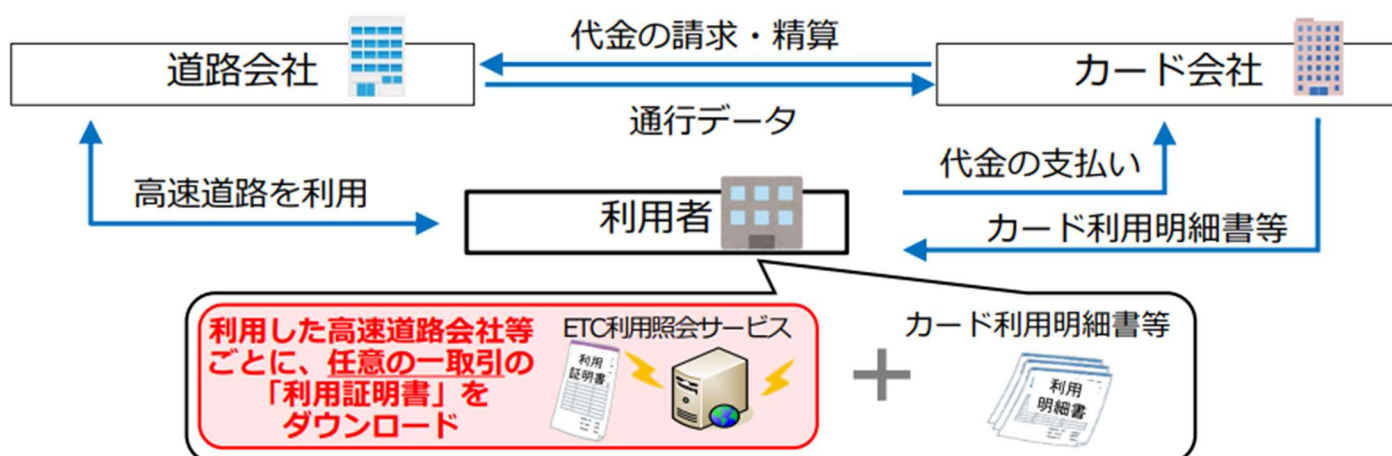 代金の請求・精算
道路会社
カード会社
通行データ
代金の支払い
高速道路を利用
利用者
カード利用明細書等
利用した高速道路会社等
ごとに、任意の一取引の
「利用証明書」を
ダウンロード
ETC利用照会サービス
利用
証明書
＋
カード利用明細書等
利用
明細書